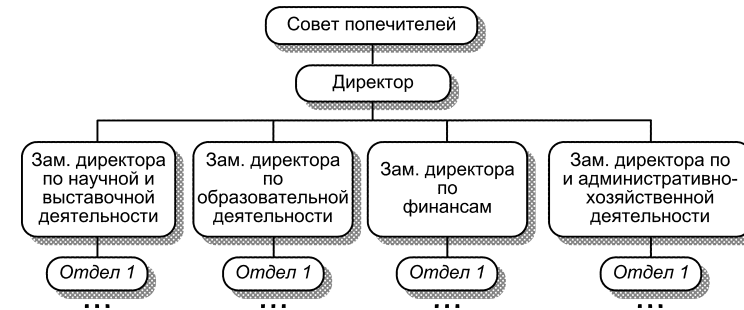 Совет попечителей
Директор
Зам. директора
по научной и
выставочной
деятельности
Зам. директора
по
образовательной
деятельности
Зам. директора
по
финансам
Зам. директора по
и административно-
хозяйственной
деятельности
Отдел 1
Отдел 1
Отдел 1
Отдел 1
...
...
...
...